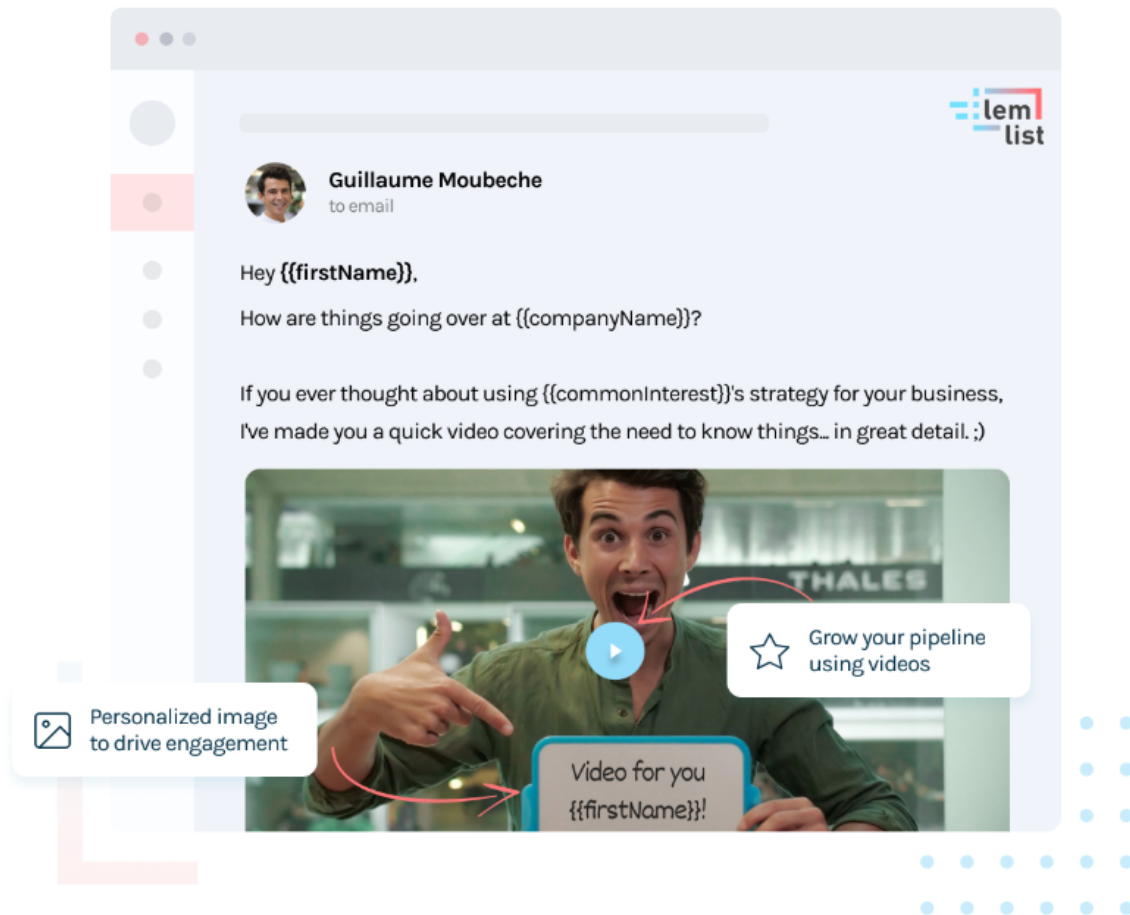 lem
list
Guillaume Moubeche
to email
Hey {{firstName}},
How are things going over at {{companyName}}?
If you ever thought about using {{commonInterest}}'s strategy for your business,
I've made you a quick video covering the need to know things... in great detail. ;)
THALES
Grow your pipeline
using videos
Personalized image
to drive engagement
Video for you
{{firstName}}!